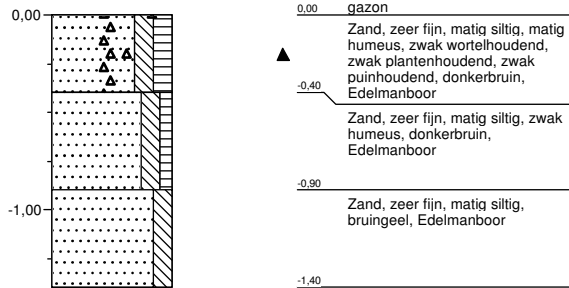 0,00
0,00
gazon
Zand, zeer fijn, matig siltig, matig
humeus, zwak wortelhoudend,
zwak plantenhoudend, zwak
puinhoudend, donkerbruin,
Edelmanboor
-0,40
Zand, zeer fijn, matig siltig, zwak
humeus, donkerbruin,
Edelmanboor
-0,90
-1,00
Zand, zeer fijn, matig siltig,
bruingeel, Edelmanboor
-1,40